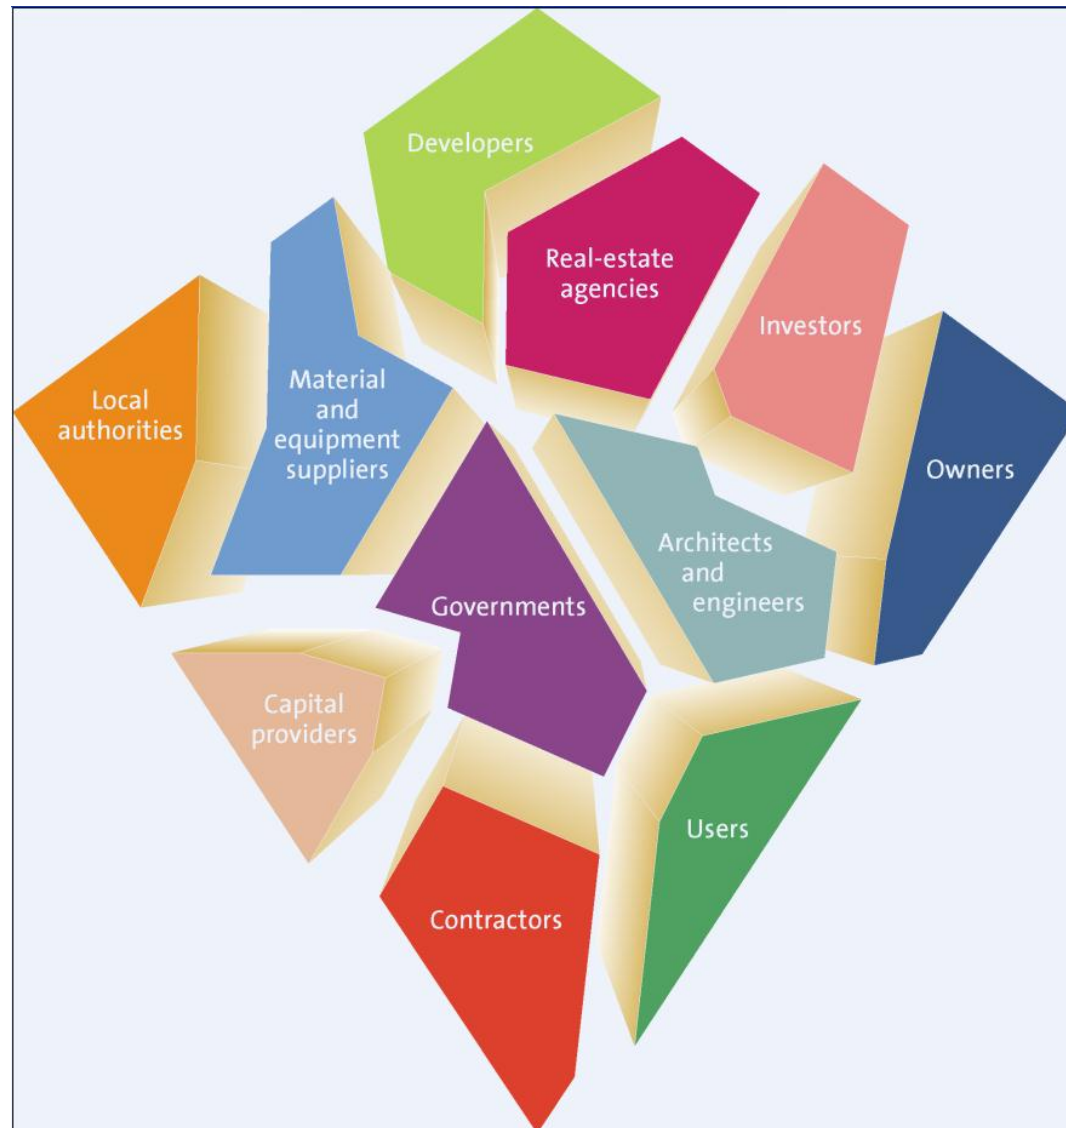 Developers
Real-estate
agencies
Investors
Local
authorities
Material
and
equipment
suppliers
Owners
Architects
and
engineers
Governments
Capital
providers
Users
Contractors